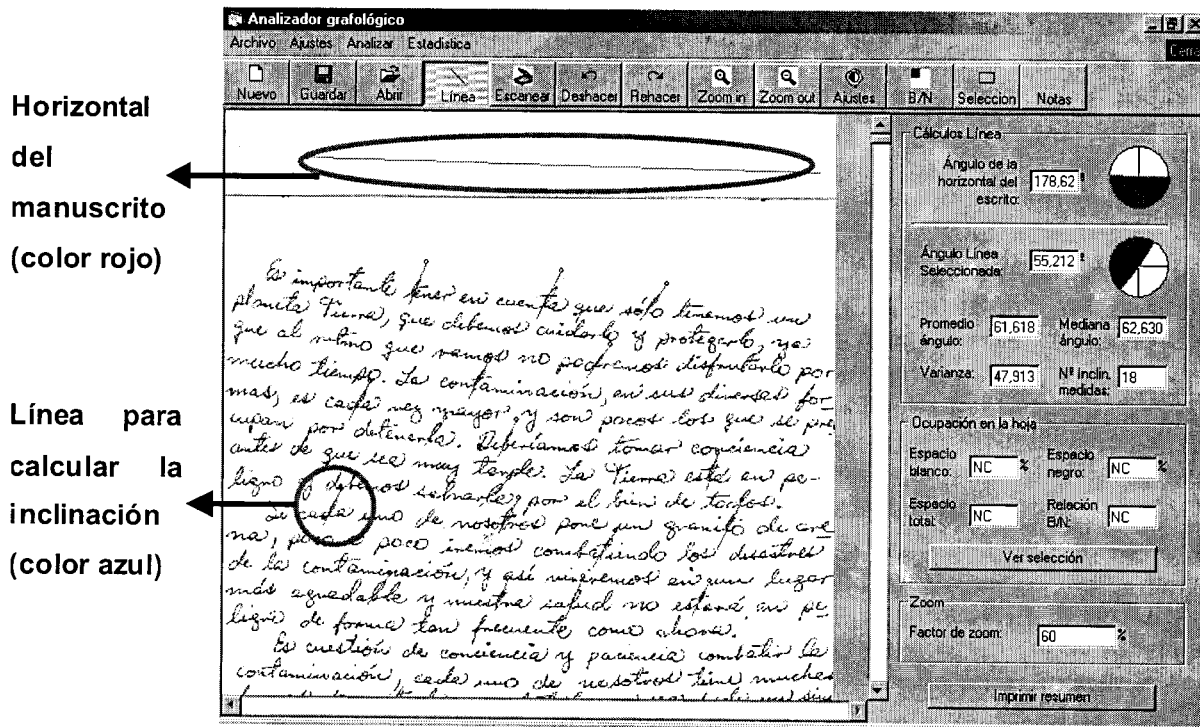 Horizontal
del
manuscrito
(color rojo)
Línea para
calcular la
inclinación
(color azul)
Analizador grafológico
Archivo Ajustes Analizar Estadistica
Nuevo Guardar Abrir Línea Escanear Deshacer Rehacer Zoom in Zoom out Ajustes B/N Seleccion Notas
Es importante tener en cuenta que sólo tenemos un
planeta Tierra, que debemos cuidarlo y protegerlo, ya
que al ritmo que vamos no podremos disfrutarlo por
mucho tiempo. La contaminación, en sus diversas for-
mas, es cada vez mayor, y son pocos los que se pre
cupan por detenerla. Deberíamos tomar conciencia
antes de que sea muy tarde. La Tierra está en pe-
ligro y debemos salvarla, por el bien de todos.
Si cada uno de nosotros pone un granito de are
na, poco iremos combatiendo los desastres
de la contaminación, y así viviremos en un lugar
más agradable y nuestra salud no estará en pe
ligro de forma tan frecuente como ahora.
Es cuestión de conciencia y paciencia combatir la
contaminación, cada uno de nosotros tiene mucho
Cálculos Línea
Ángulo de la
horizontal del
escrito: 178,62 º
Ángulo Línea
Seleccionada: 55,212 º
Promedio
ángulo: 61,618
Mediana
ángulo: 62,630
Varianza: 47,913
Nº inclin.
medidas: 18
Ocupación en la hoja
Espacio
blanco: NC %
Espacio
negro: NC %
Espacio
total: NC
Relación
B/N: NC
Ver selección
Zoom
Factor de zoom: 60 %
Imprimir resumen